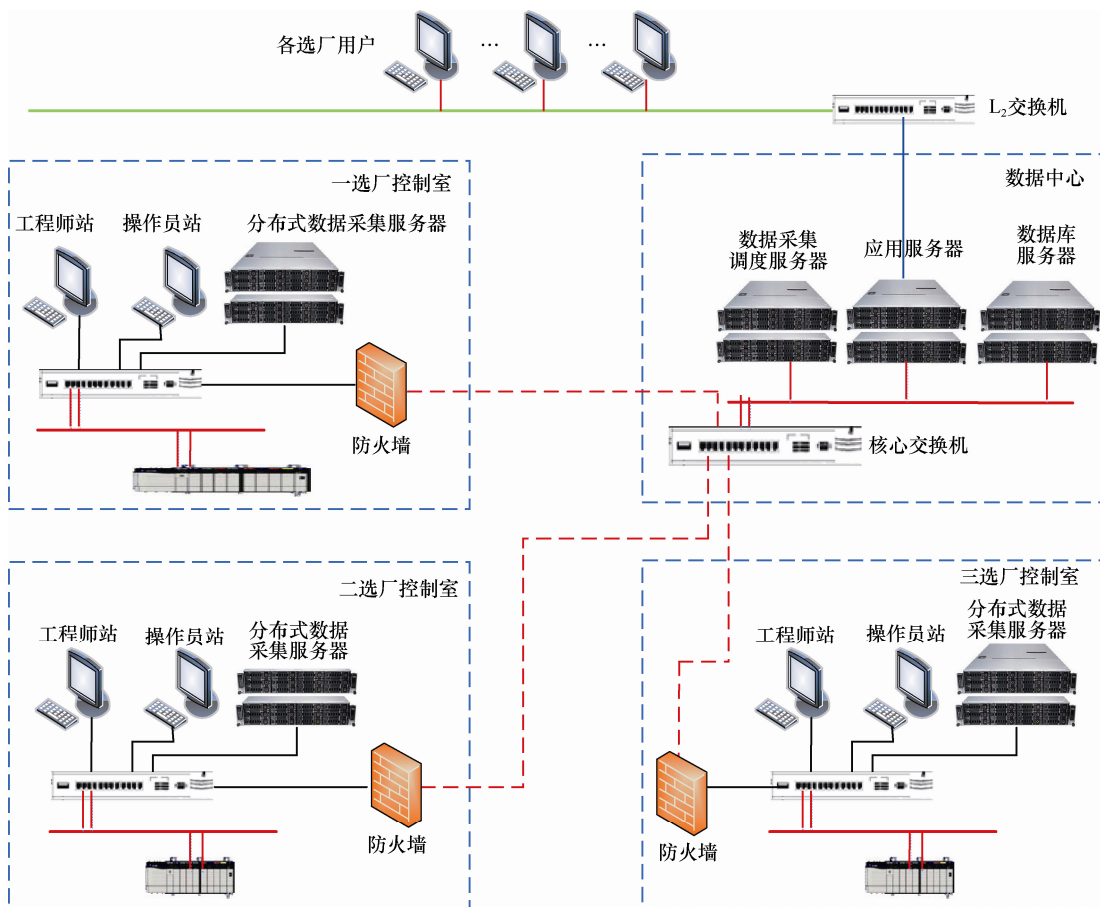 各选厂用户
…
…
L₂交换机
一选厂控制室
工程师站
操作员站
分布式数据采集服务器
防火墙
数据中心
数据采集
调度服务器
应用服务器
数据库
服务器
核心交换机
二选厂控制室
工程师站
操作员站
分布式数据
采集服务器
防火墙
三选厂控制室
工程师站
操作员站
分布式数据
采集服务器
防火墙